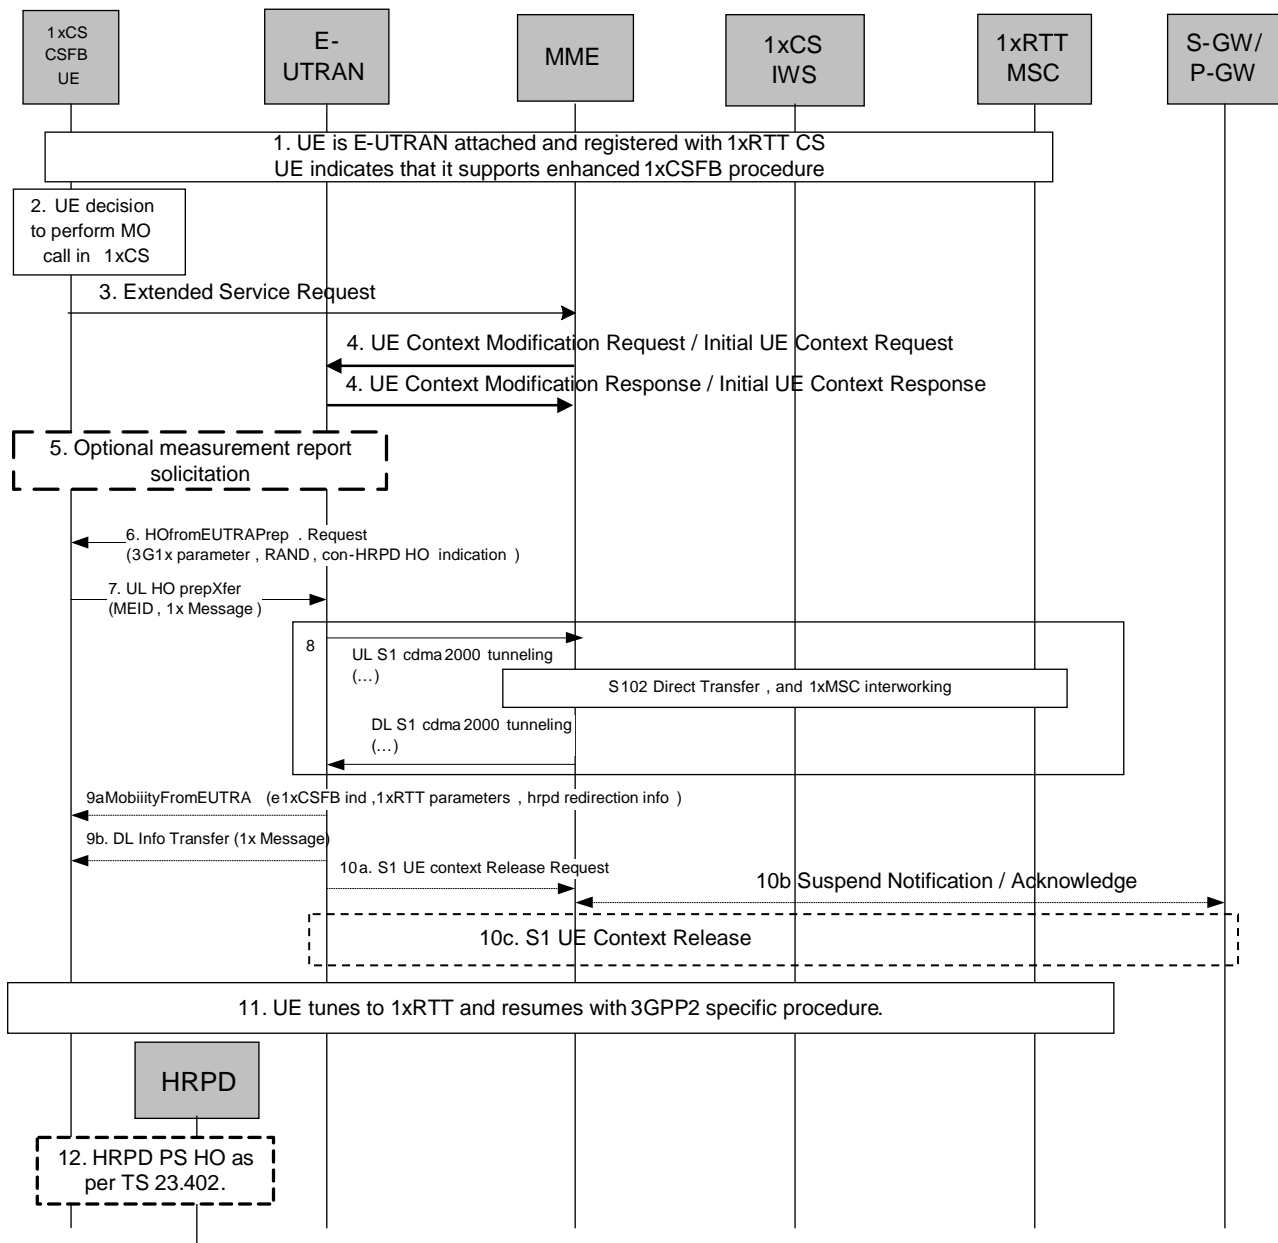 1xCS
CSFB
UE
E-
UTRAN
MME
1xCS
IWS
1xRTT
MSC
S-GW/
P-GW
1. UE is E-UTRAN attached and registered with 1xRTT CS
UE indicates that it supports enhanced 1xCSFB procedure
2. UE decision
to perform MO
call in 1xCS
3. Extended Service Request
4. UE Context Modification Request / Initial UE Context Request
4. UE Context Modification Response / Initial UE Context Response
5. Optional measurement report
solicitation
6. HOfromEUTRAPrep . Request
(3G1x parameter , RAND , con-HRPD HO indication )
7. UL HO prepXfer
(MEID , 1x Message )
8
UL S1 cdma2000 tunneling
(…)
S102 Direct Transfer , and 1xMSC interworking
DL S1 cdma2000 tunneling
(…)
9aMobiiityFromEUTRA (e1xCSFB ind ,1xRTT parameters , hrpd redirection info )
9b. DL Info Transfer (1x Message)
10a. S1 UE context Release Request
10b Suspend Notification / Acknowledge
10c. S1 UE Context Release
11. UE tunes to 1xRTT and resumes with 3GPP2 specific procedure.
HRPD
12. HRPD PS HO as
per TS 23.402.